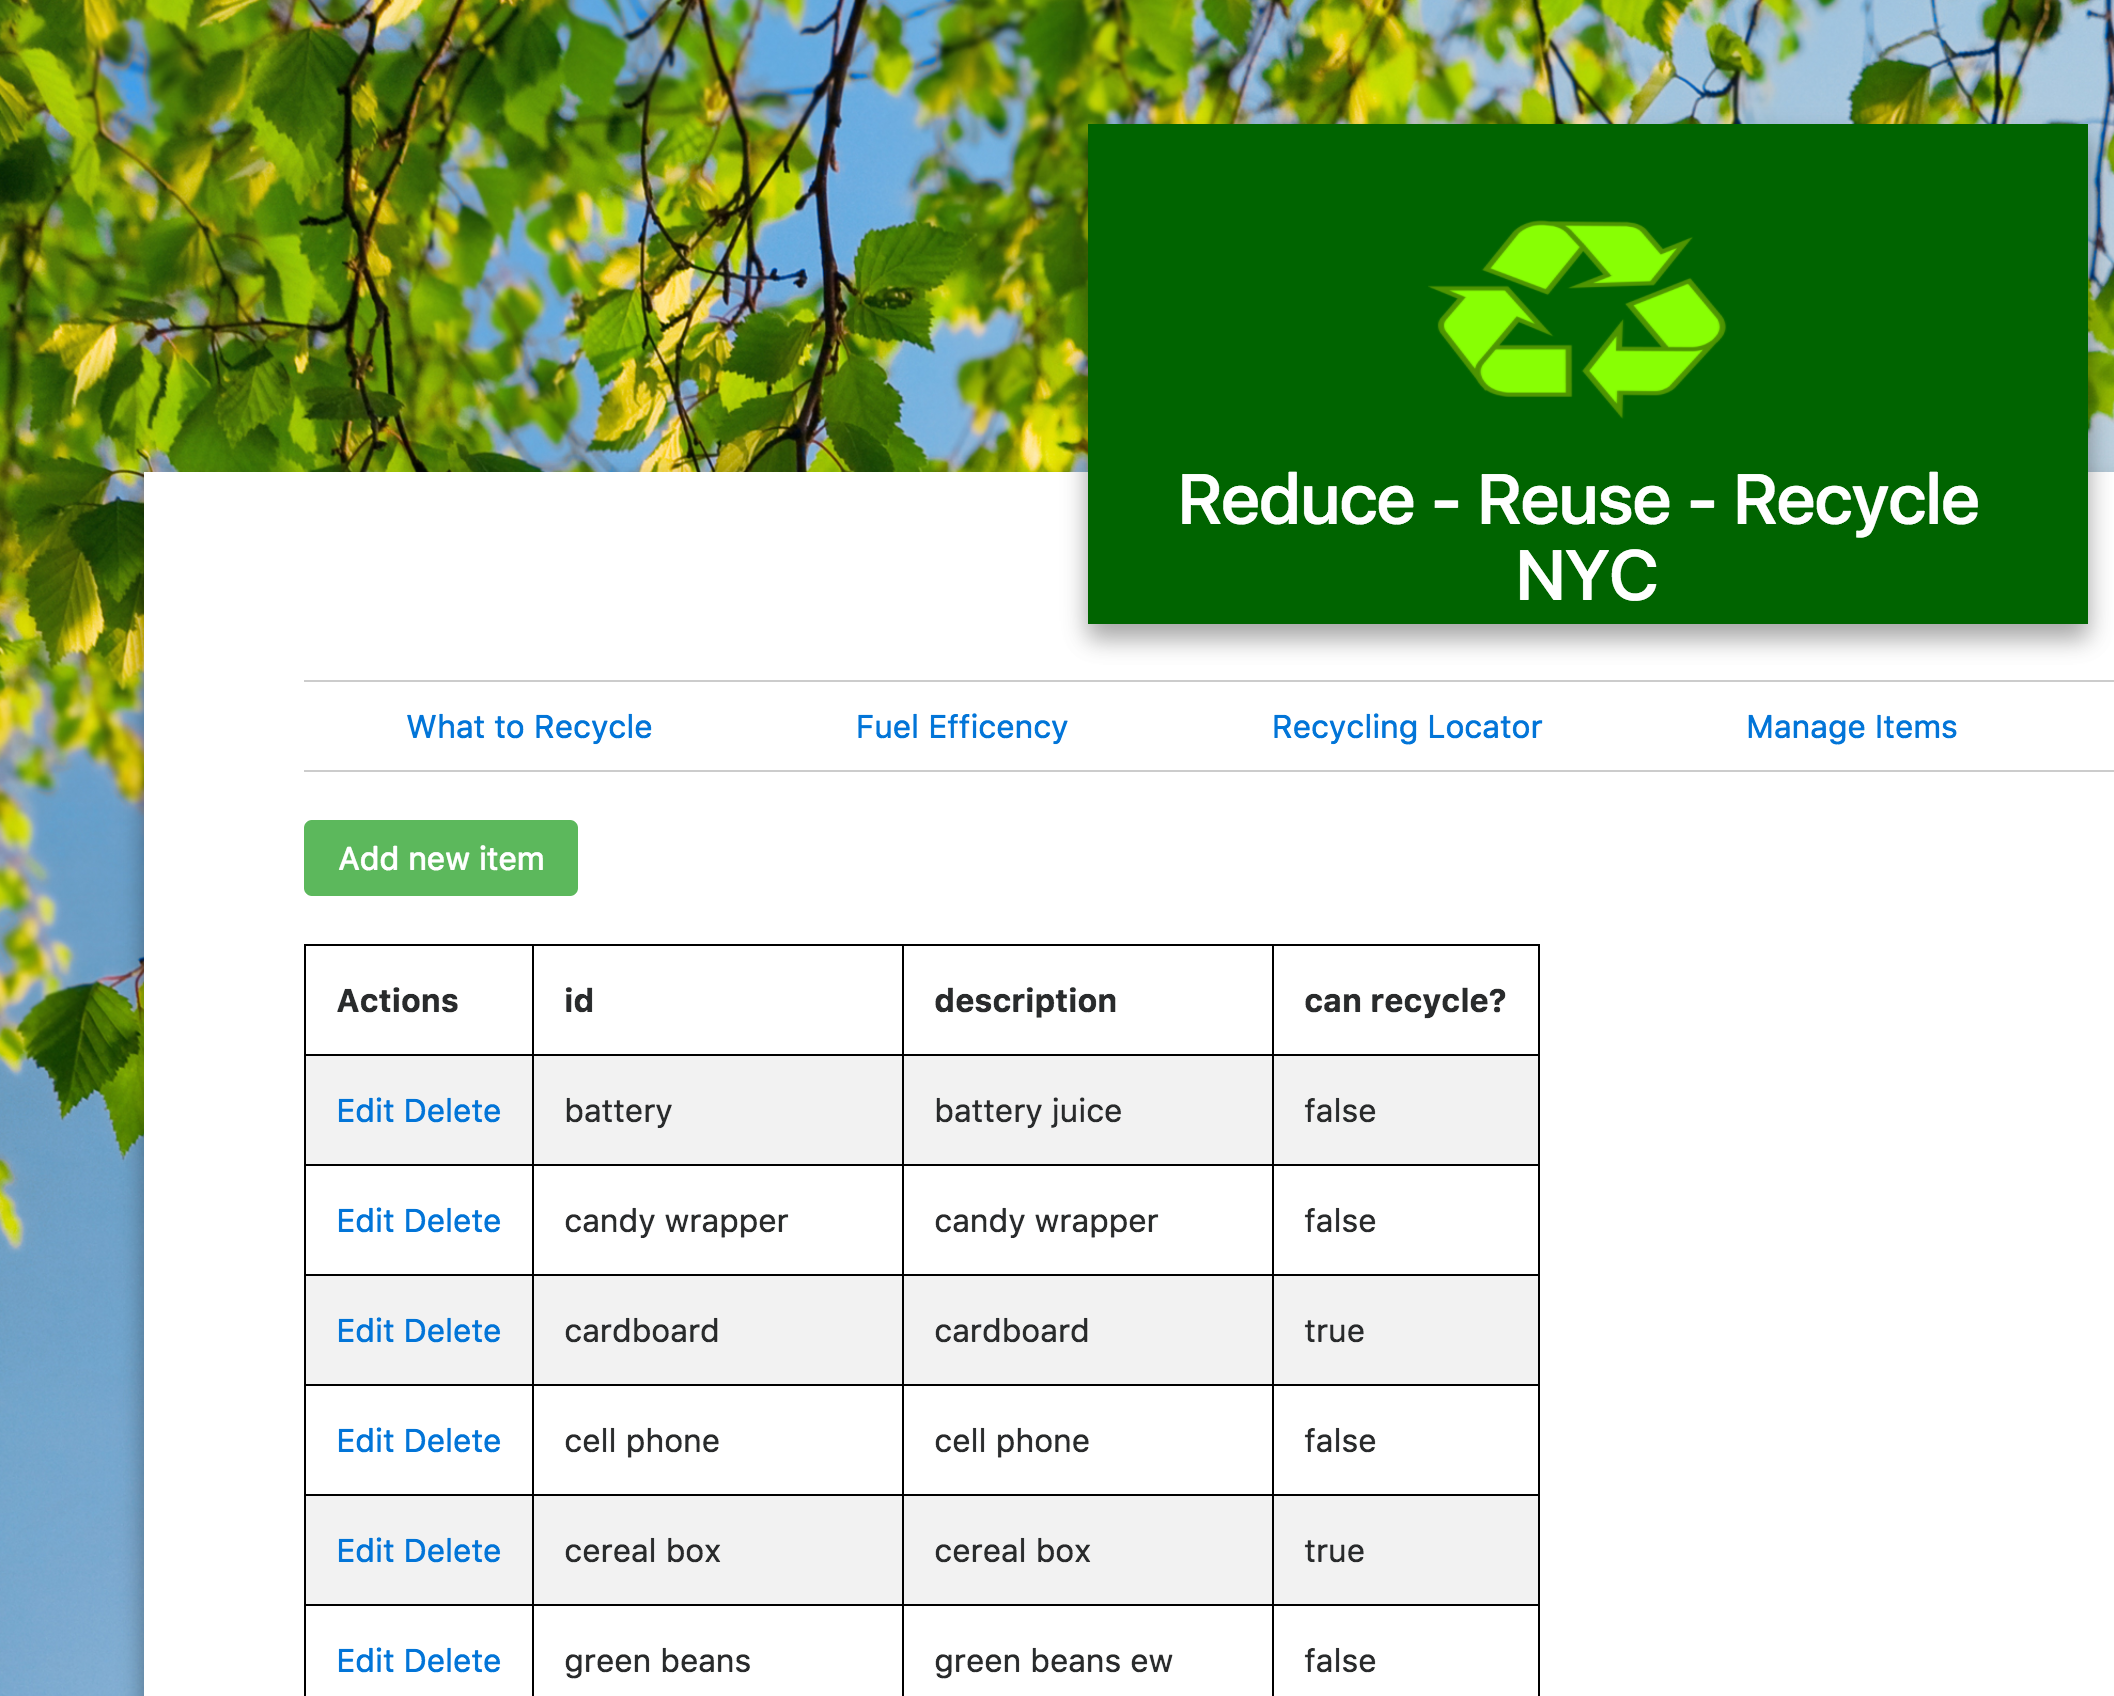 Reduce - Reuse - Recycle
NYC
What to Recycle Fuel Efficency Recycling Locator Manage Items
Add new item
Actions id description can recycle?
Edit Delete battery battery juice false
Edit Delete candy wrapper candy wrapper false
Edit Delete cardboard cardboard true
Edit Delete cell phone cell phone false
Edit Delete cereal box cereal box true
Edit Delete green beans green beans ew false